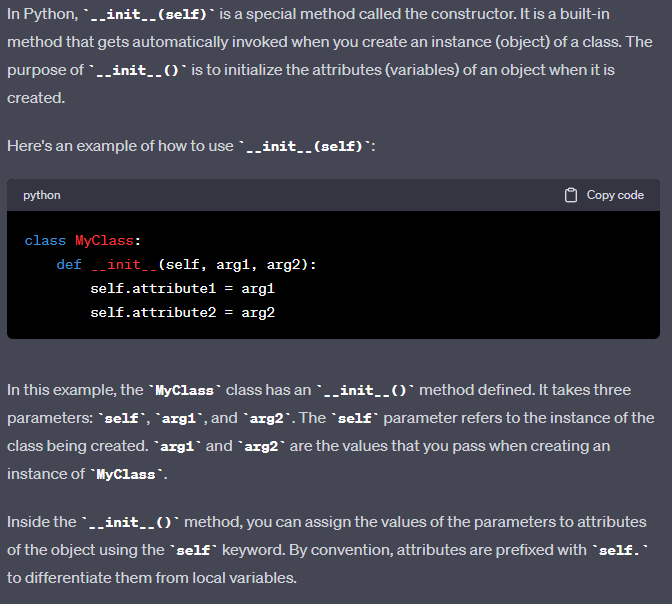 In Python, `__init__(self)` is a special method called the constructor. It is a built-in
method that gets automatically invoked when you create an instance (object) of a class. The
purpose of `__init__()` is to initialize the attributes (variables) of an object when it is
created.
Here's an example of how to use `__init__(self)`:
python
Copy code
class MyClass:
    def __init__(self, arg1, arg2):
        self.attribute1 = arg1
        self.attribute2 = arg2
In this example, the `MyClass` class has an `__init__()` method defined. It takes three
parameters: `self`, `arg1`, and `arg2`. The `self` parameter refers to the instance of the
class being created. `arg1` and `arg2` are the values that you pass when creating an
instance of `MyClass`.
Inside the `__init__()` method, you can assign the values of the parameters to attributes
of the object using the `self` keyword. By convention, attributes are prefixed with `self.`
to differentiate them from local variables.